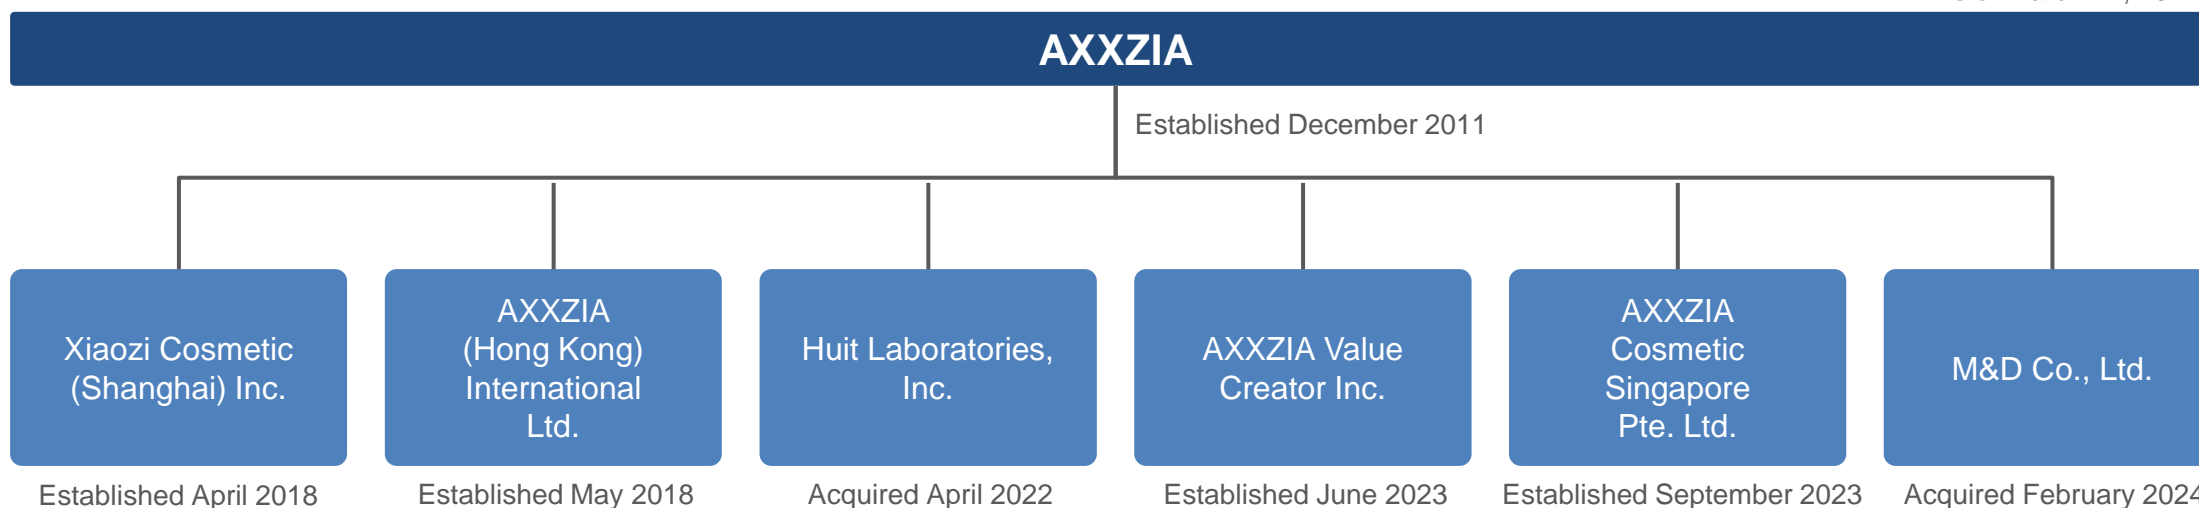 AXXZIA
Established December 2011
Xiaozi Cosmetic
(Shanghai) Inc.
AXXZIA
(Hong Kong)
International
Ltd.
Huit Laboratories,
Inc.
AXXZIA Value
Creator Inc.
AXXZIA
Cosmetic
Singapore
Pte. Ltd.
M&D Co., Ltd.
Established April 2018
Established May 2018
Acquired April 2022
Established June 2023
Established September 2023
Acquired February 2024